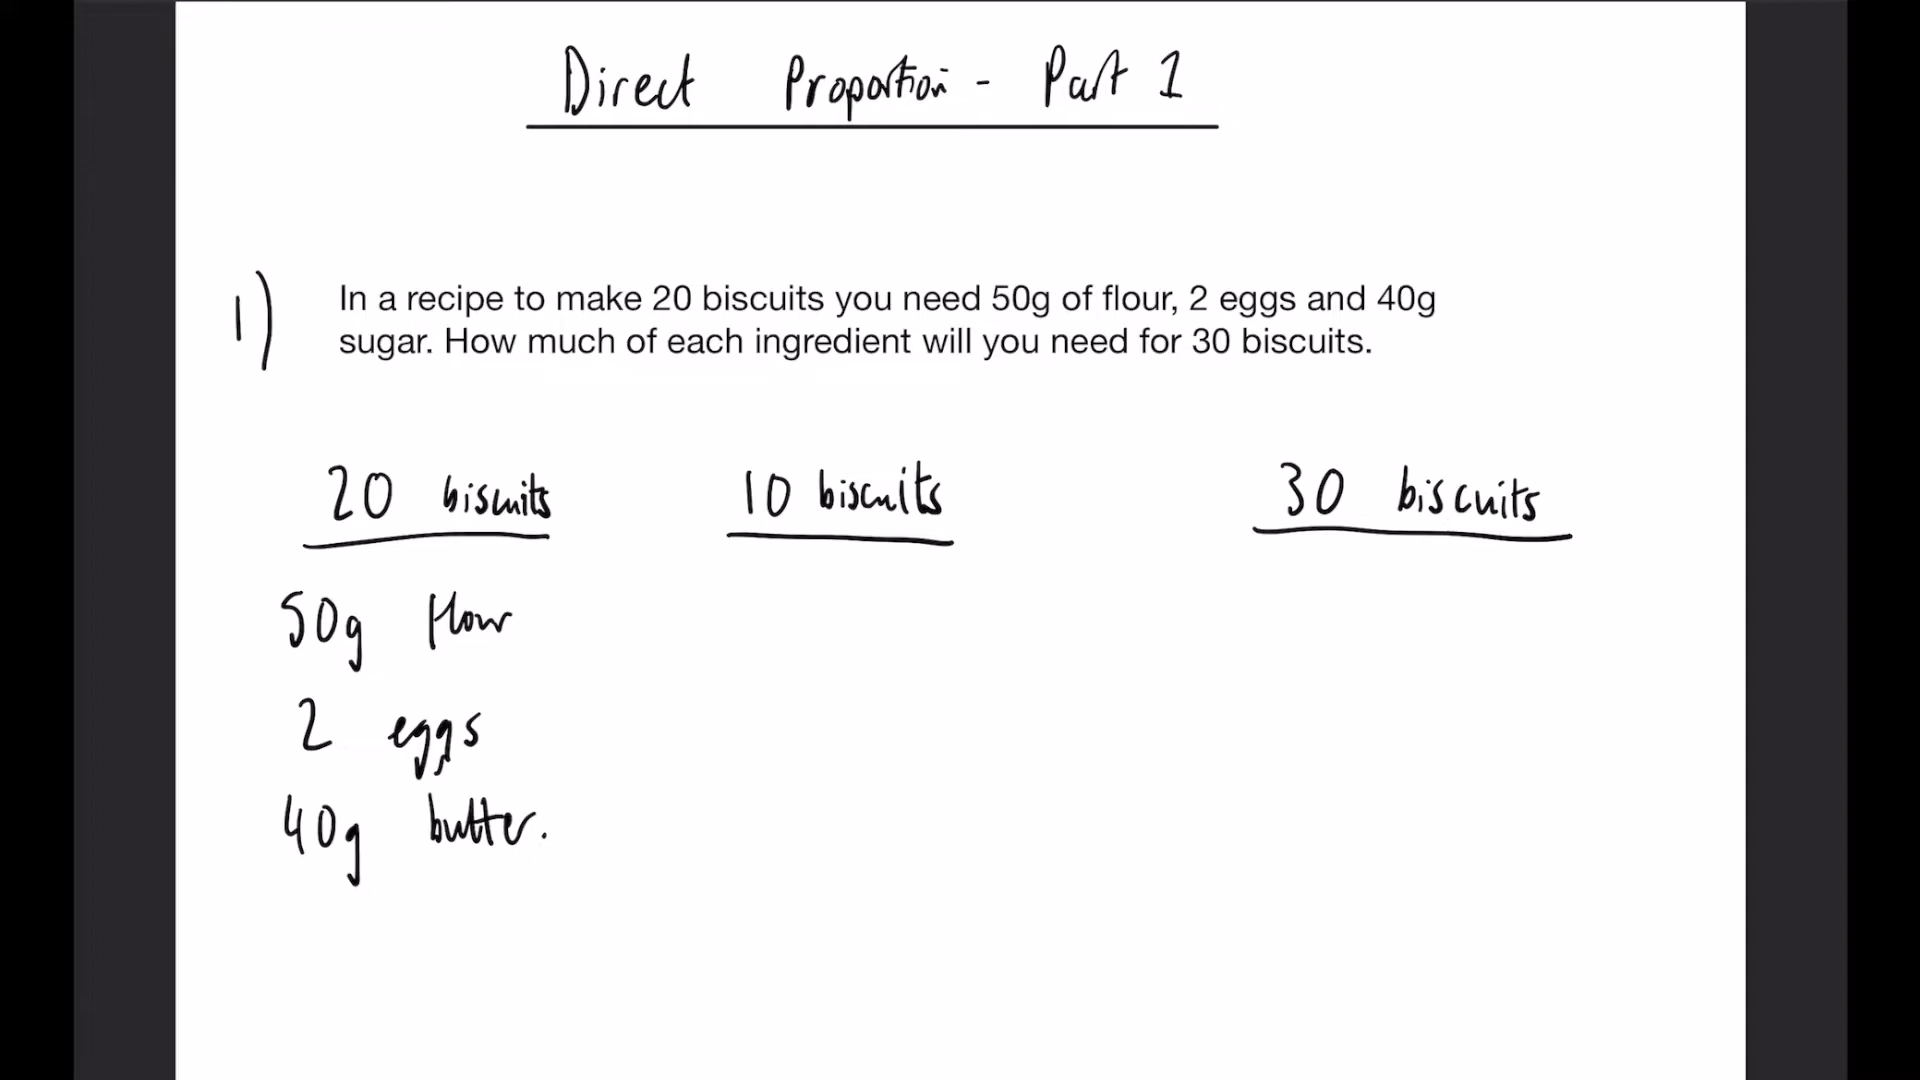 Direct Proportion - Part 1
1) In a recipe to make 20 biscuits you need 50g of flour, 2 eggs and 40g
sugar. How much of each ingredient will you need for 30 biscuits.
20 biscuits 10 biscuits 30 biscuits
50g flour
2 eggs
40g butter.